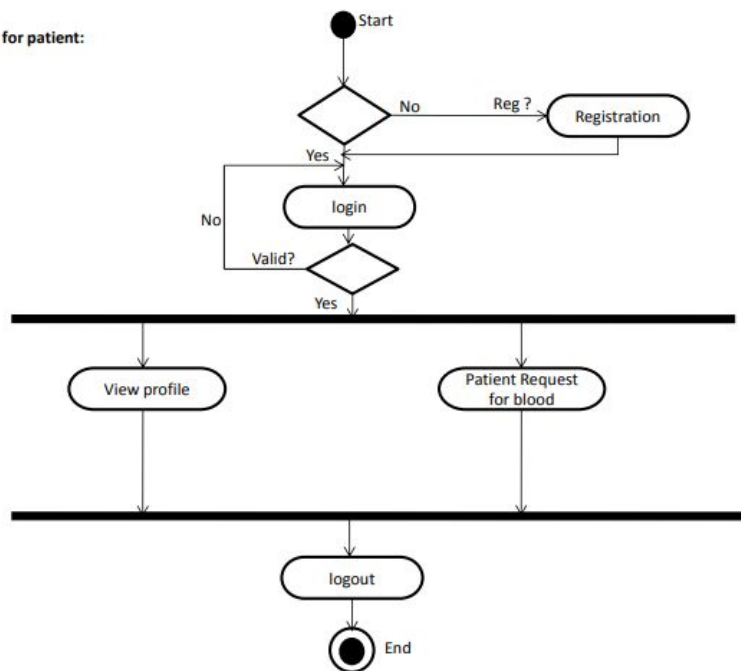 Start
for patient:
No
Reg ?
Registration
Yes
login
No
Valid?
Yes
View profile
Patient Request
for blood
logout
End